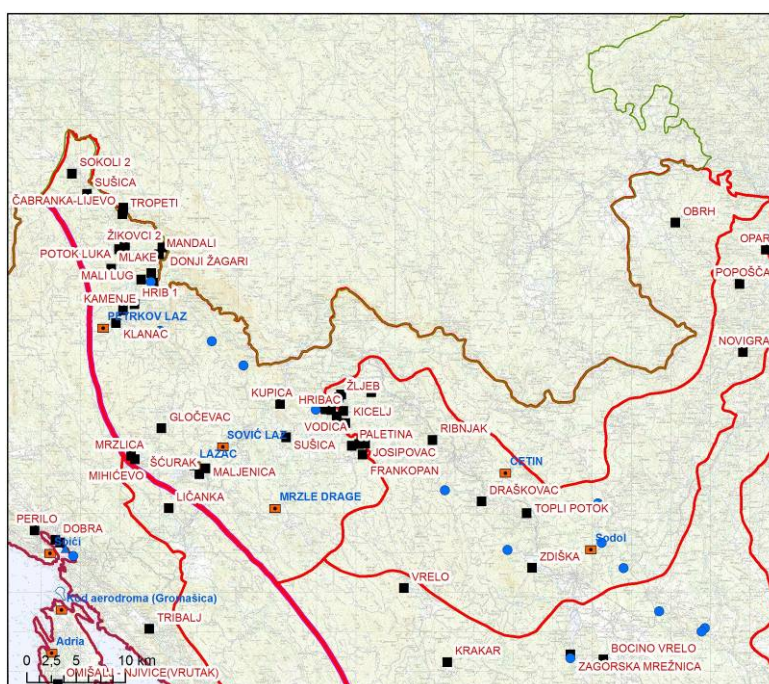 SOKOLI 2
SUŠICA
ČABRANKA-LIJEVO
TROPETI
OBRH
ŽIKOVCI 2
MANDALI
POTOK LUKA
MLAKE
DONJI ŽAGARI
OPAR
MALI LUG
POPOŠČA
HRIB 1
KAMENJE
PETRKOV LAZ
KLANAC
NOVIGRA
ŽLJEB
KUPICA
HRIBAC
KICELJ
GLOČEVAC
VODICA
SOVIĆ LAZ
PALETINA
RIBNJAK
SUŠICA
MRZLICA
LAZAC
JOSIPOVAC
ŠĆURAK
FRANKOPAN
CETIN
MIHIĆEVO
MALJENICA
MRZLE DRAGE
DRAŠKOVAC
LIČANKA
TOPLI POTOK
PERILO
DOBRA
Sodol
ZDIŠKA
VRELO
Kod aerodroma (Gromašica)
TRIBALJ
Adria
KRAKAR
BOCINO VRELO
ZAGORSKA MREŽNICA
OMIŠALJ - NJIVICE(VRUTAK)
0 2,5 5 10 km